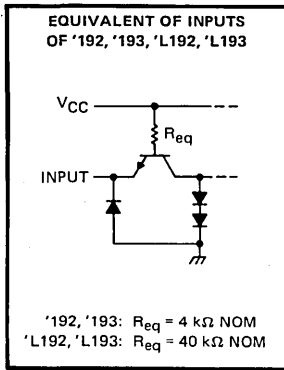 EQUIVALENT OF INPUTS
OF '192, '193, 'L192, 'L193
VCC
Req
INPUT
'192, '193: Req = 4 kΩ NOM
'L192, 'L193: Req = 40 kΩ NOM